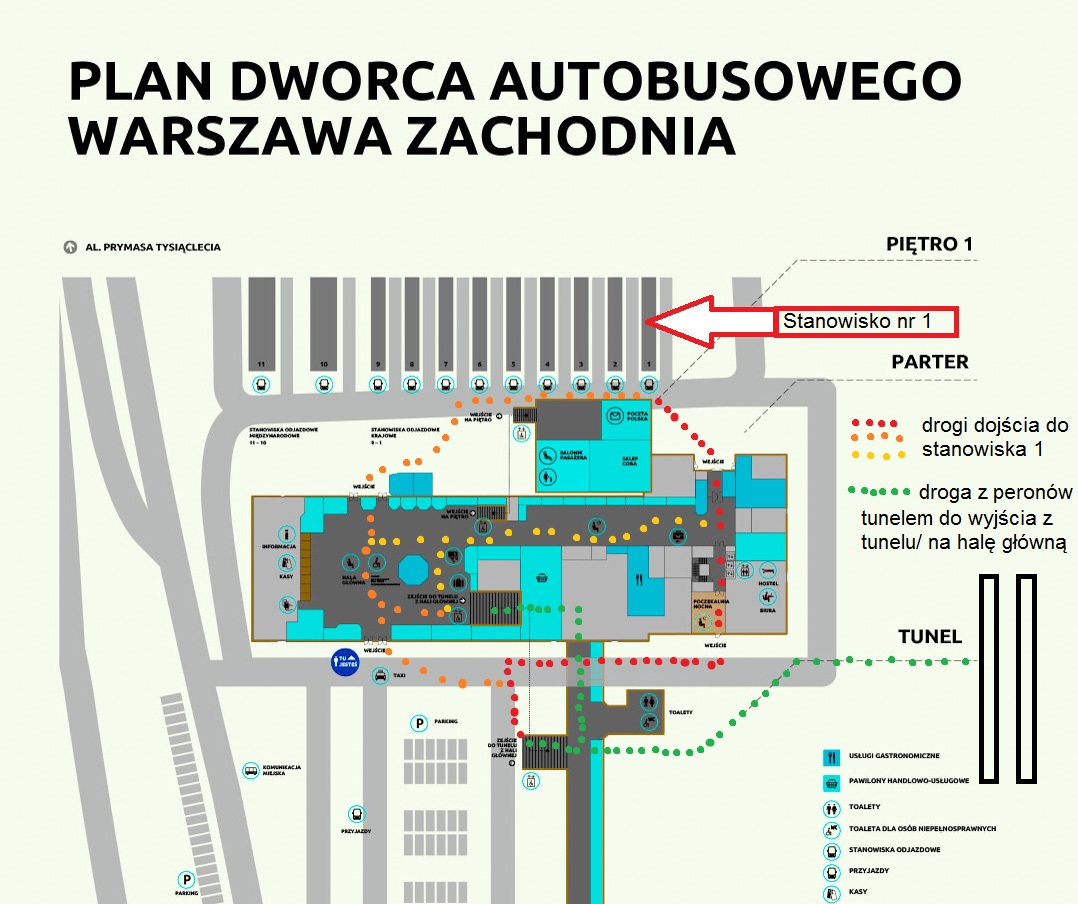 PLAN DWORCA AUTOBUSOWEGO
WARSZAWA ZACHODNIA
AL. PRYMASA TYSIĄCLECIA
PIĘTRO 1
Stanowisko nr 1
PARTER
11
10
9
8
7
6
5
4
3
2
1
STANOWISKA ODJAZDOWE
MIĘDZYNARODOWE
11 – 10
STANOWISKA ODJAZDOWE
KRAJOWE
9 – 1
WEJŚCIE
NA PIĘTRO
POCZTA
POLSKA
SALONIK
PASAŻERA
SKLEP
CORA
drogi dojścia do
stanowiska 1
droga z peronów
tunelem do wyjścia z
tunelu/ na halę główną
WEJŚCIE
WEJŚCIE
WEJŚCIE
NA PIĘTRO
INFORMACJA
KASY
HALA
GŁÓWNA
ZEJŚCIE DO TUNELU
Z HALI GŁÓWNEJ
POCZEKALNIA
NOCNA
HOSTEL
BIURA
WEJŚCIE
WEJŚCIE
TU
JESTEŚ
TAXI
TUNEL
P PARKING
TOALETY
ZEJŚCIE
DO TUNELU
Z HALI
GŁÓWNEJ
KOMUNIKACJA
MIEJSKA
PRZYJAZDY
P
PARKING
USŁUGI GASTRONOMICZNE
PAWILONY HANDLOWO-USŁUGOWE
TOALETY
TOALETA DLA OSÓB NIEPEŁNOSPRAWNYCH
STANOWISKA ODJAZDOWE
PRZYJAZDY
KASY